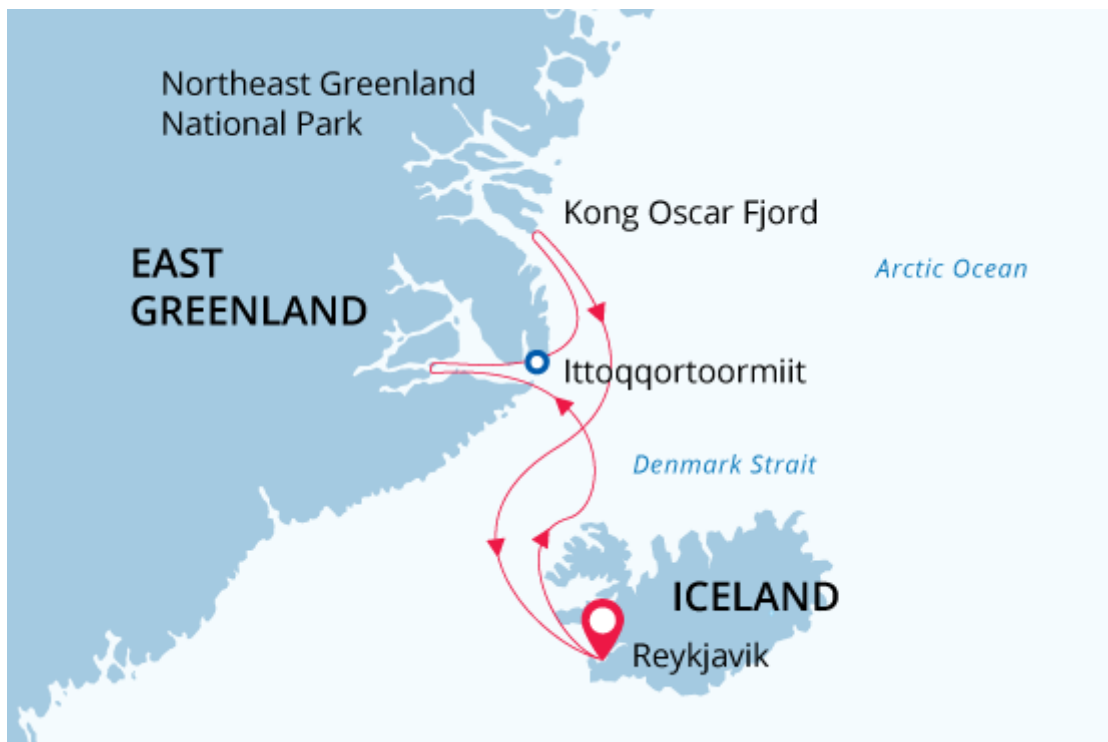 Northeast Greenland
National Park
Kong Oscar Fjord
EAST
GREENLAND
Arctic Ocean
Ittoqqortoormiit
Denmark Strait
ICELAND
Reykjavik